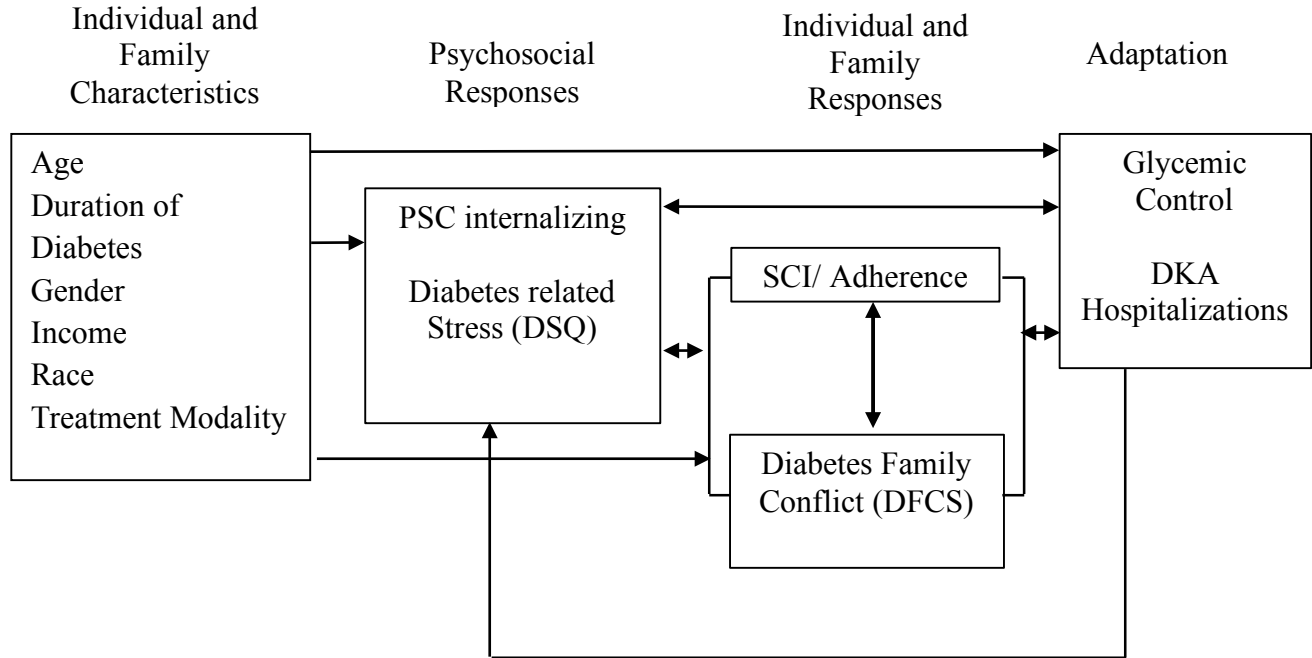 Individual and
Family
Characteristics
Psychosocial
Responses
Individual and
Family
Responses
Adaptation
Age
Duration of
Diabetes
Gender
Income
Race
Treatment Modality
PSC internalizing
Diabetes related
Stress (DSQ)
SCI/ Adherence
Diabetes Family
Conflict (DFCS)
Glycemic
Control
DKA
Hospitalizations